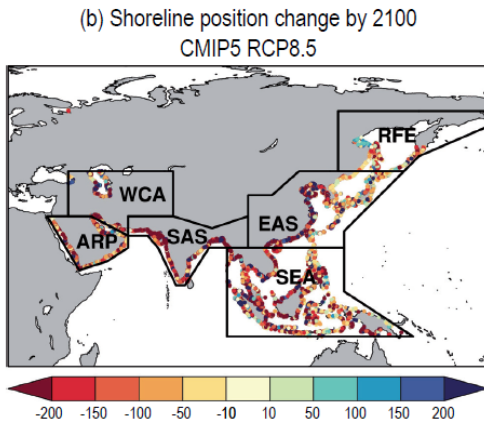 (b) Shoreline position change by 2100
CMIP5 RCP8.5
RFE
WCA
EAS
ARP
SAS
SEA
-200 -150 -100 -50 -10 10 50 100 150 200